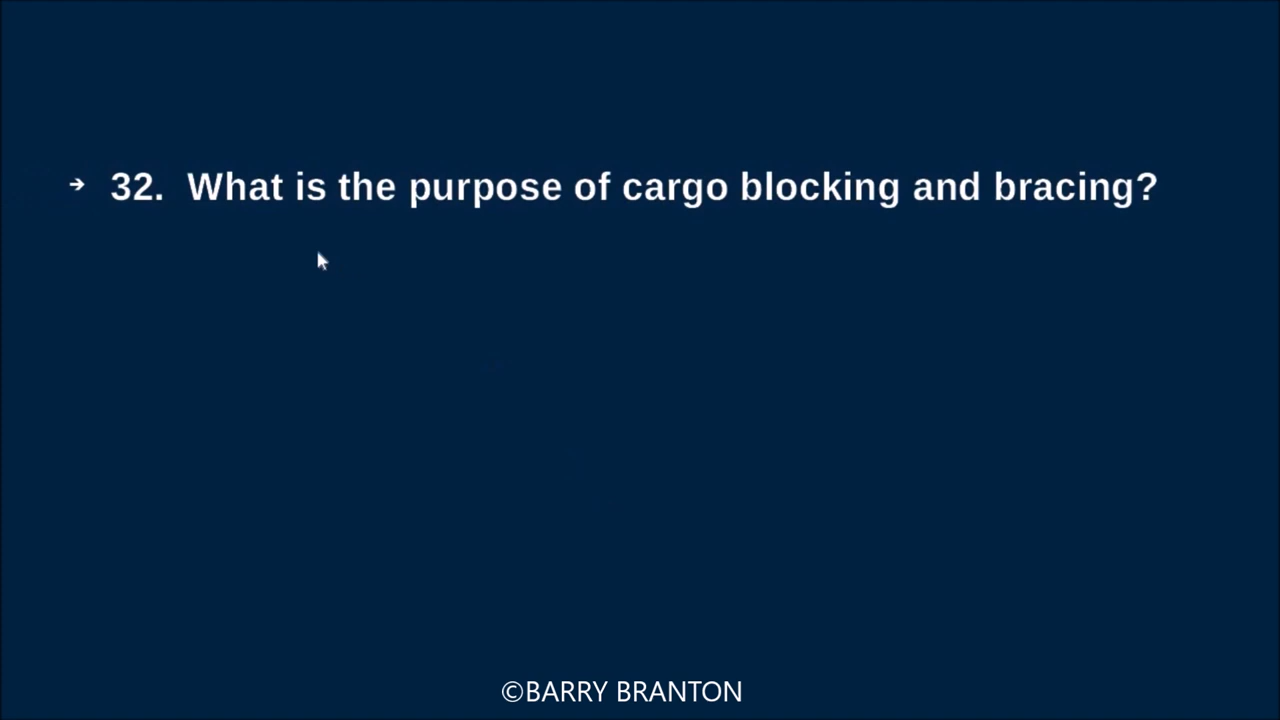 → 32. What is the purpose of cargo blocking and bracing?
©BARRY BRANTON